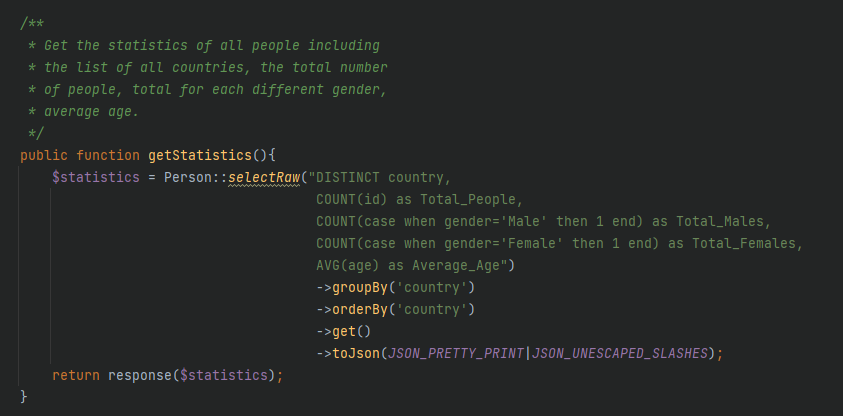 /**
 * Get the statistics of all people including
 * the list of all countries, the total number
 * of people, total for each different gender,
 * average age.
 */
public function getStatistics(){
    $statistics = Person::selectRaw("DISTINCT country,
                                     COUNT(id) as Total_People,
                                     COUNT(case when gender='Male' then 1 end) as Total_Males,
                                     COUNT(case when gender='Female' then 1 end) as Total_Females,
                                     AVG(age) as Average_Age")
                                     ->groupBy('country')
                                     ->orderBy('country')
                                     ->get()
                                     ->toJson(JSON_PRETTY_PRINT|JSON_UNESCAPED_SLASHES);
    return response($statistics);
}